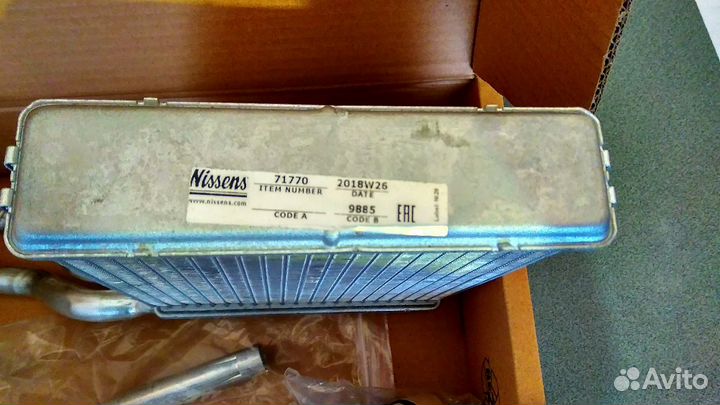 Nissens
www.nissens.com
71770
ITEM NUMBER
2018W26
DATE
CODE A
9885
CODE B
EAC
Avito